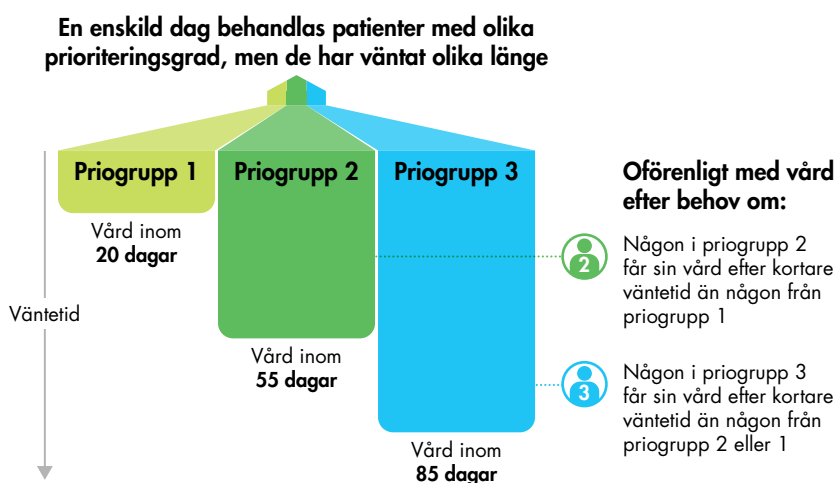 En enskild dag behandlas patienter med olika
prioriteringsgrad, men de har väntat olika länge
Priogrupp 1
Priogrupp 2
Priogrupp 3
Vård inom
20 dagar
Vård inom
55 dagar
Vård inom
85 dagar
Väntetid
Oförenligt med vård
efter behov om:
2
Någon i priogrupp 2
får sin vård efter kortare
väntetid än någon från
priogrupp 1
3
Någon i priogrupp 3
får sin vård efter kortare
väntetid än någon från
priogrupp 2 eller 1